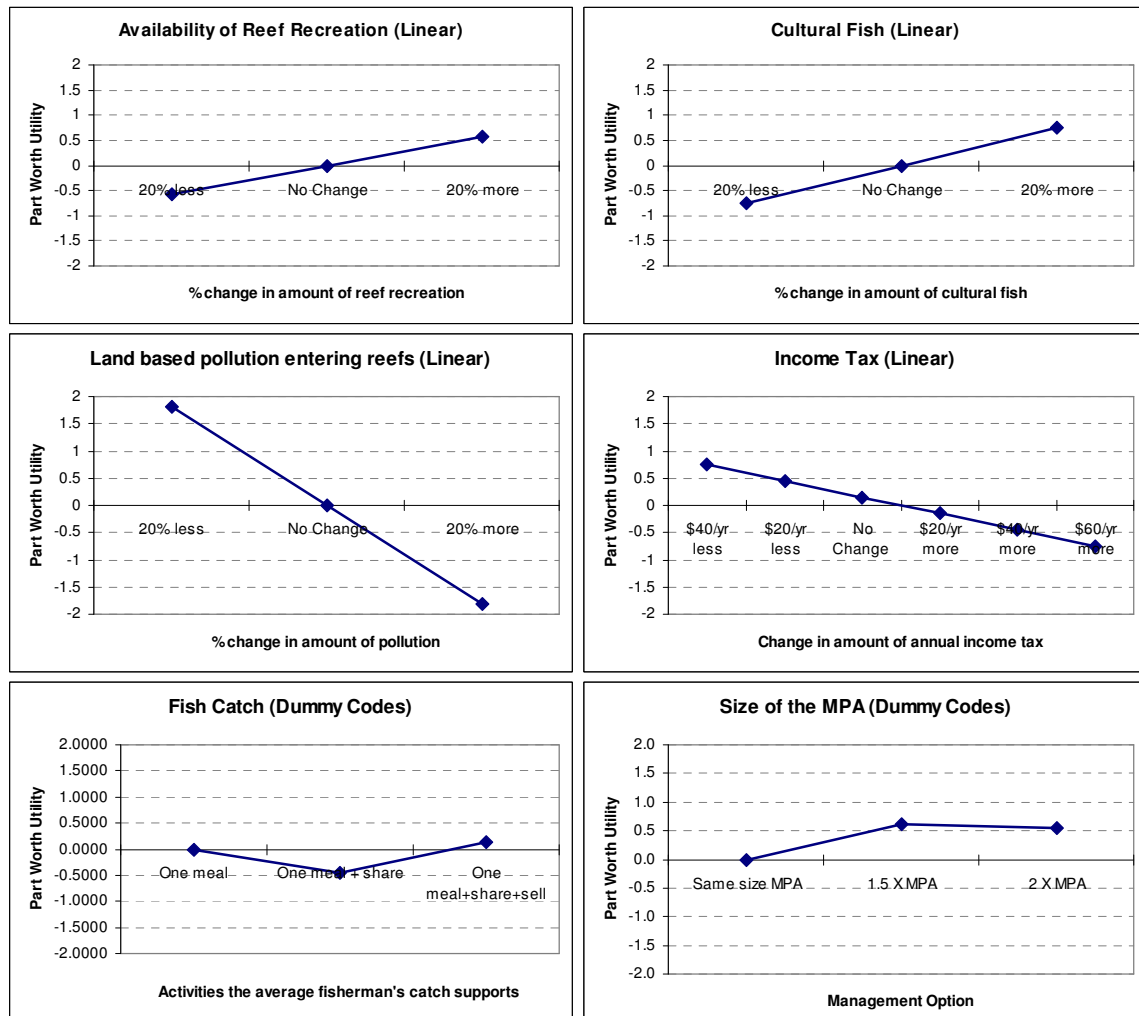 Availability of Reef Recreation (Linear)
Part Worth Utility
2
1.5
1
0.5
0
-0.5
-1
-1.5
-2
20% less
No Change
20% more
% change in amount of reef recreation
Cultural Fish (Linear)
Part Worth Utility
2
1.5
1
0.5
0
-0.5
-1
-1.5
-2
20% less
No Change
20% more
% change in amount of cultural fish
Land based pollution entering reefs (Linear)
Part Worth Utility
2
1.5
1
0.5
0
-0.5
-1
-1.5
-2
20% less
No Change
20% more
% change in amount of pollution
Income Tax (Linear)
Part Worth Utility
2
1.5
1
0.5
0
-0.5
-1
-1.5
-2
$40/yr
less
$20/yr
less
No
Change
$20/yr
more
$40/yr
more
$60/yr
more
Change in amount of annual income tax
Fish Catch (Dummy Codes)
Part Worth Utility
2.0000
1.5000
1.0000
0.5000
0.0000
-0.5000
-1.0000
-1.5000
-2.0000
One meal
One meal + share
One
meal+share+sell
Activities the average fisherman's catch supports
Size of the MPA (Dummy Codes)
Part Worth Utility
2.0
1.5
1.0
0.5
0.0
-0.5
-1.0
-1.5
-2.0
Same size MPA
1.5 X MPA
2 X MPA
Management Option